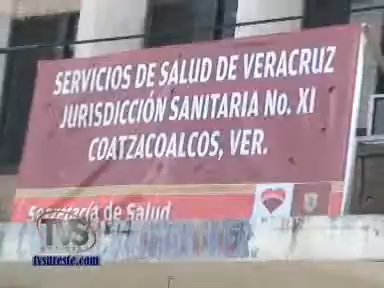 SERVICIOS DE SALUD DE VERACRUZ
JURISDICCIÓN SANITARIA No. XI
COATZACOALCOS, VER.
Secretaría de Salud
TVS
tvsureste.com